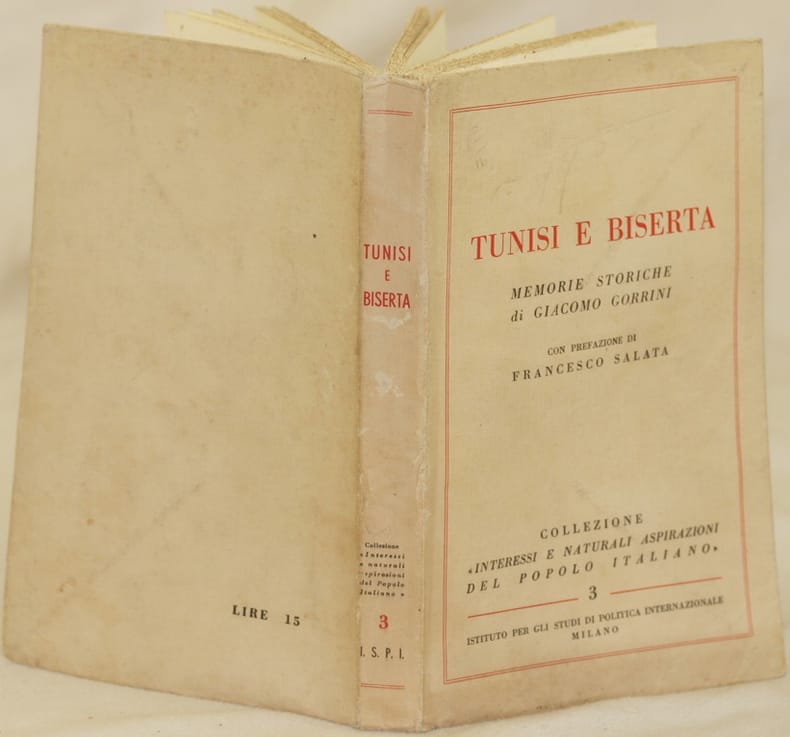 LIRE 15
TUNISI
E
BISERTA
Collezione
«Interessi
e naturali
aspirazioni
del Popolo
Italiano»
3
I. S. P. I.
TUNISI E BISERTA
MEMORIE STORICHE
di GIACOMO GORRINI
CON PREFAZIONE DI
FRANCESCO SALATA
COLLEZIONE
«INTERESSI E NATURALI ASPIRAZIONI
DEL POPOLO ITALIANO»
3
ISTITUTO PER GLI STUDI DI POLITICA INTERNAZIONALE
MILANO